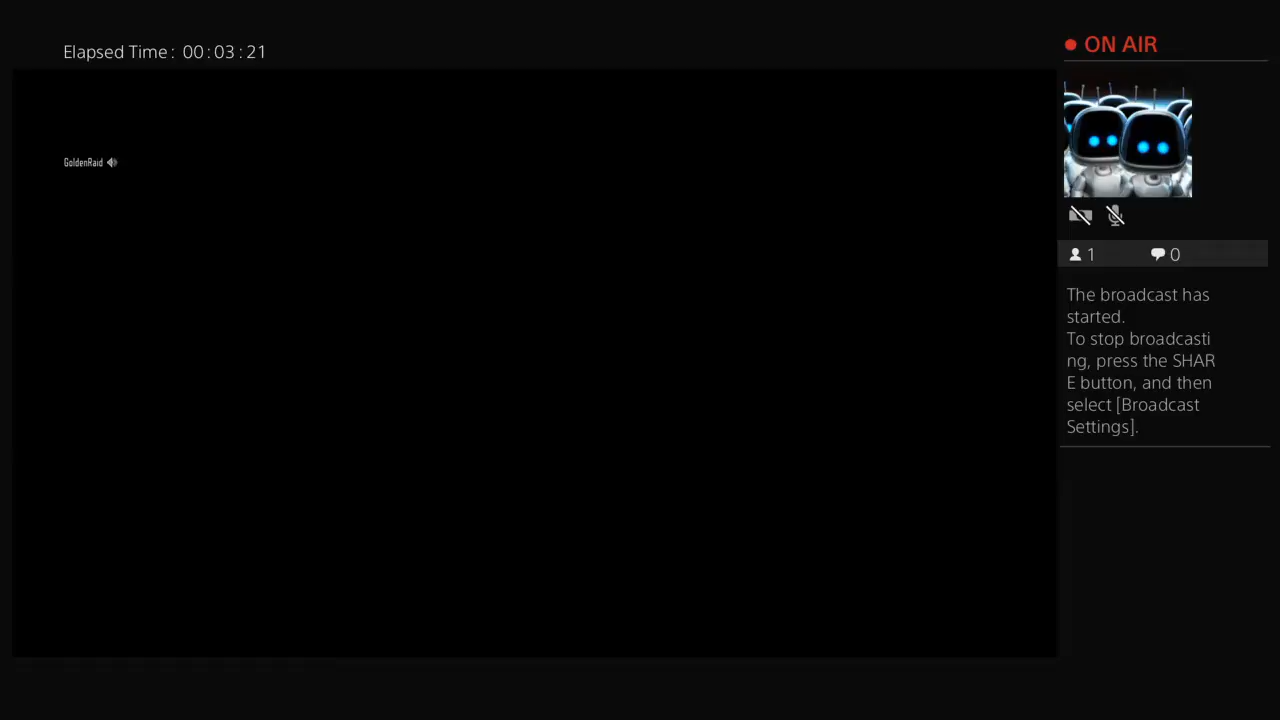 Elapsed Time: 00:03:21
ON AIR
GoldenRaid
1 0
The broadcast has
started.
To stop broadcasti
ng, press the SHAR
E button, and then
select [Broadcast
Settings].